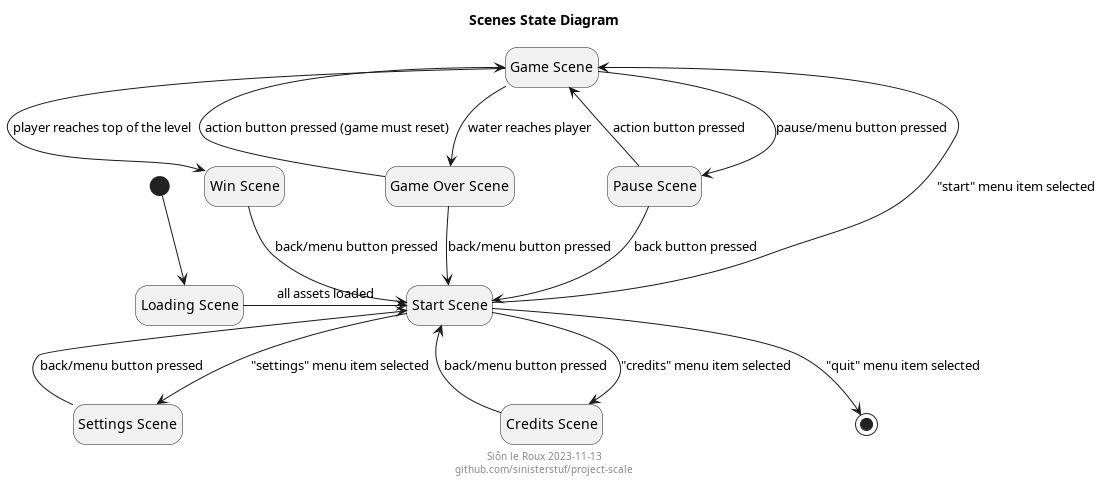 Scenes State Diagram
Game Scene
player reaches top of the level
action button pressed (game must reset)
water reaches player
action button pressed
pause/menu button pressed
Win Scene
Game Over Scene
Pause Scene
"start" menu item selected
back/menu button pressed
back/menu button pressed
back button pressed
all assets loaded
Loading Scene
Start Scene
back/menu button pressed
"settings" menu item selected
back/menu button pressed
"credits" menu item selected
"quit" menu item selected
Settings Scene
Credits Scene
Siôn le Roux 2023-11-13
github.com/sinisterstuf/project-scale